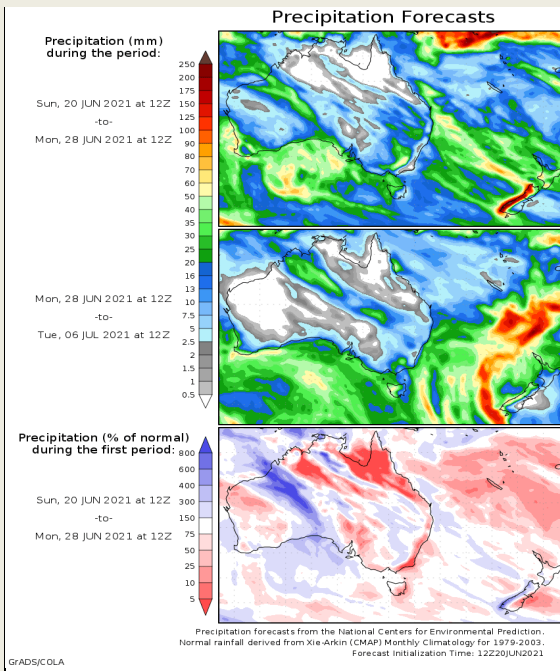 Precipitation Forecasts
Precipitation (mm)
during the period:
250
200
175
150
125
100
90
80
70
60
50
40
35
30
25
20
16
13
10
7.5
5
2.5
2
1.5
1
0.5
Sun, 20 JUN 2021 at 12Z
-to-
Mon, 28 JUN 2021 at 12Z
Mon, 28 JUN 2021 at 12Z
-to-
Tue, 06 JUL 2021 at 12Z
Precipitation (% of normal)
during the first period:
800
600
400
300
150
75
50
25
10
5
Sun, 20 JUN 2021 at 12Z
-to-
Mon, 28 JUN 2021 at 12Z
Precipitation forecasts from the National Centers for Environmental Prediction.
Normal rainfall derived from Xie-Arkin (CMAP) Monthly Climatology for 1979-2003.
Forecast Initialization Time: 12Z20JUN2021
GrADS/COLA